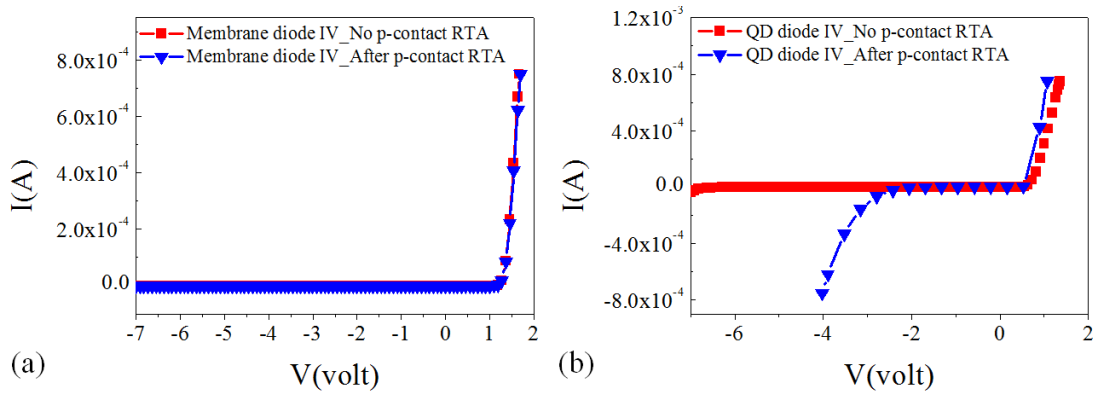 Membrane diode IV_No p-contact RTA
Membrane diode IV_After p-contact RTA
8.0x10⁻⁴
6.0x10⁻⁴
4.0x10⁻⁴
2.0x10⁻⁴
0.0
I(A)
-7 -6 -5 -4 -3 -2 -1 0 1 2
V(volt)
(a)
QD diode IV_No p-contact RTA
QD diode IV_After p-contact RTA
1.2x10⁻³
8.0x10⁻⁴
4.0x10⁻⁴
0.0
-4.0x10⁻⁴
-8.0x10⁻⁴
I(A)
-6 -4 -2 0 2
V(volt)
(b)